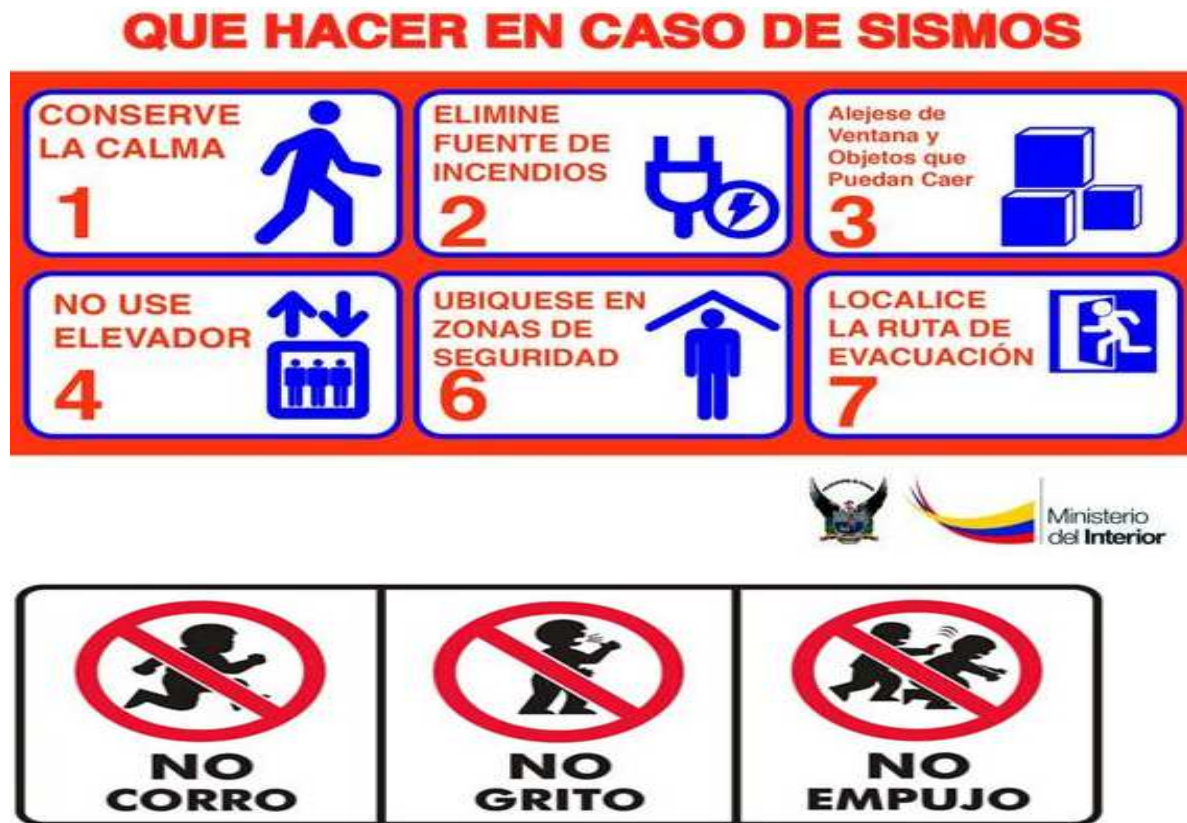 QUE HACER EN CASO DE SISMOS
CONSERVE
LA CALMA
1
ELIMINE
FUENTE DE
INCENDIOS
2
Alejese de
Ventana y
Objetos que
Puedan Caer
3
NO USE
ELEVADOR
4
UBIQUESE EN
ZONAS DE
SEGURIDAD
6
LOCALICE
LA RUTA DE
EVACUACIÓN
7
Ministerio
del Interior
NO
CORRO
NO
GRITO
NO
EMPUJO